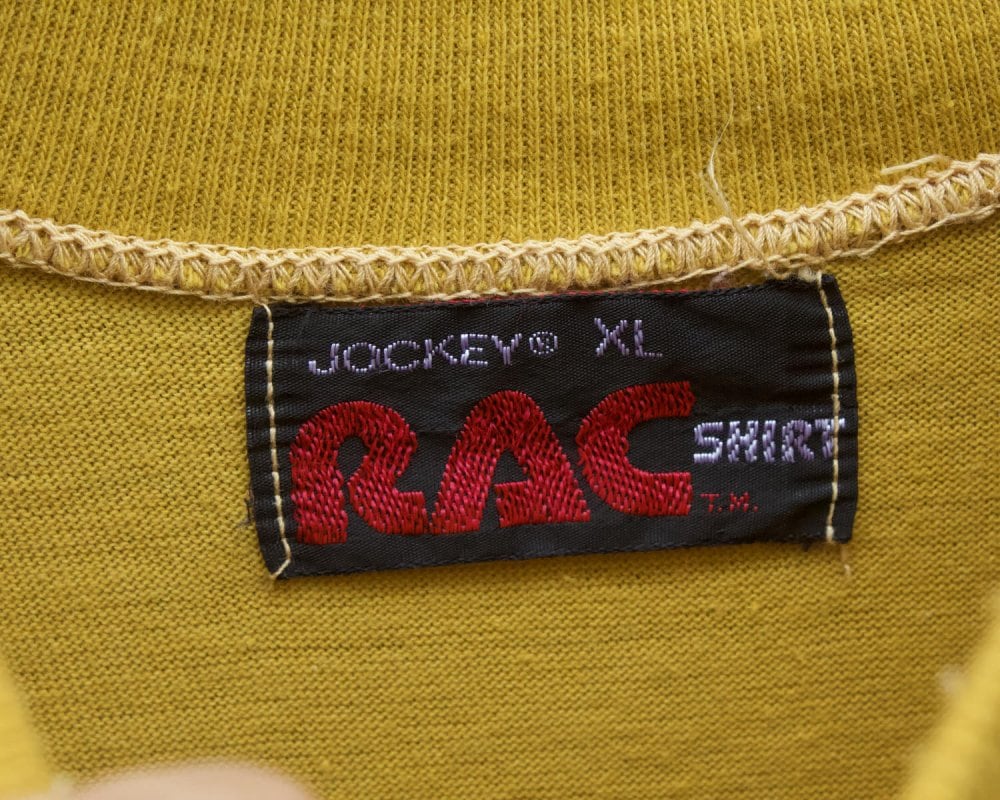 JOCKEY® XL
RAC SHIRT
T.M.